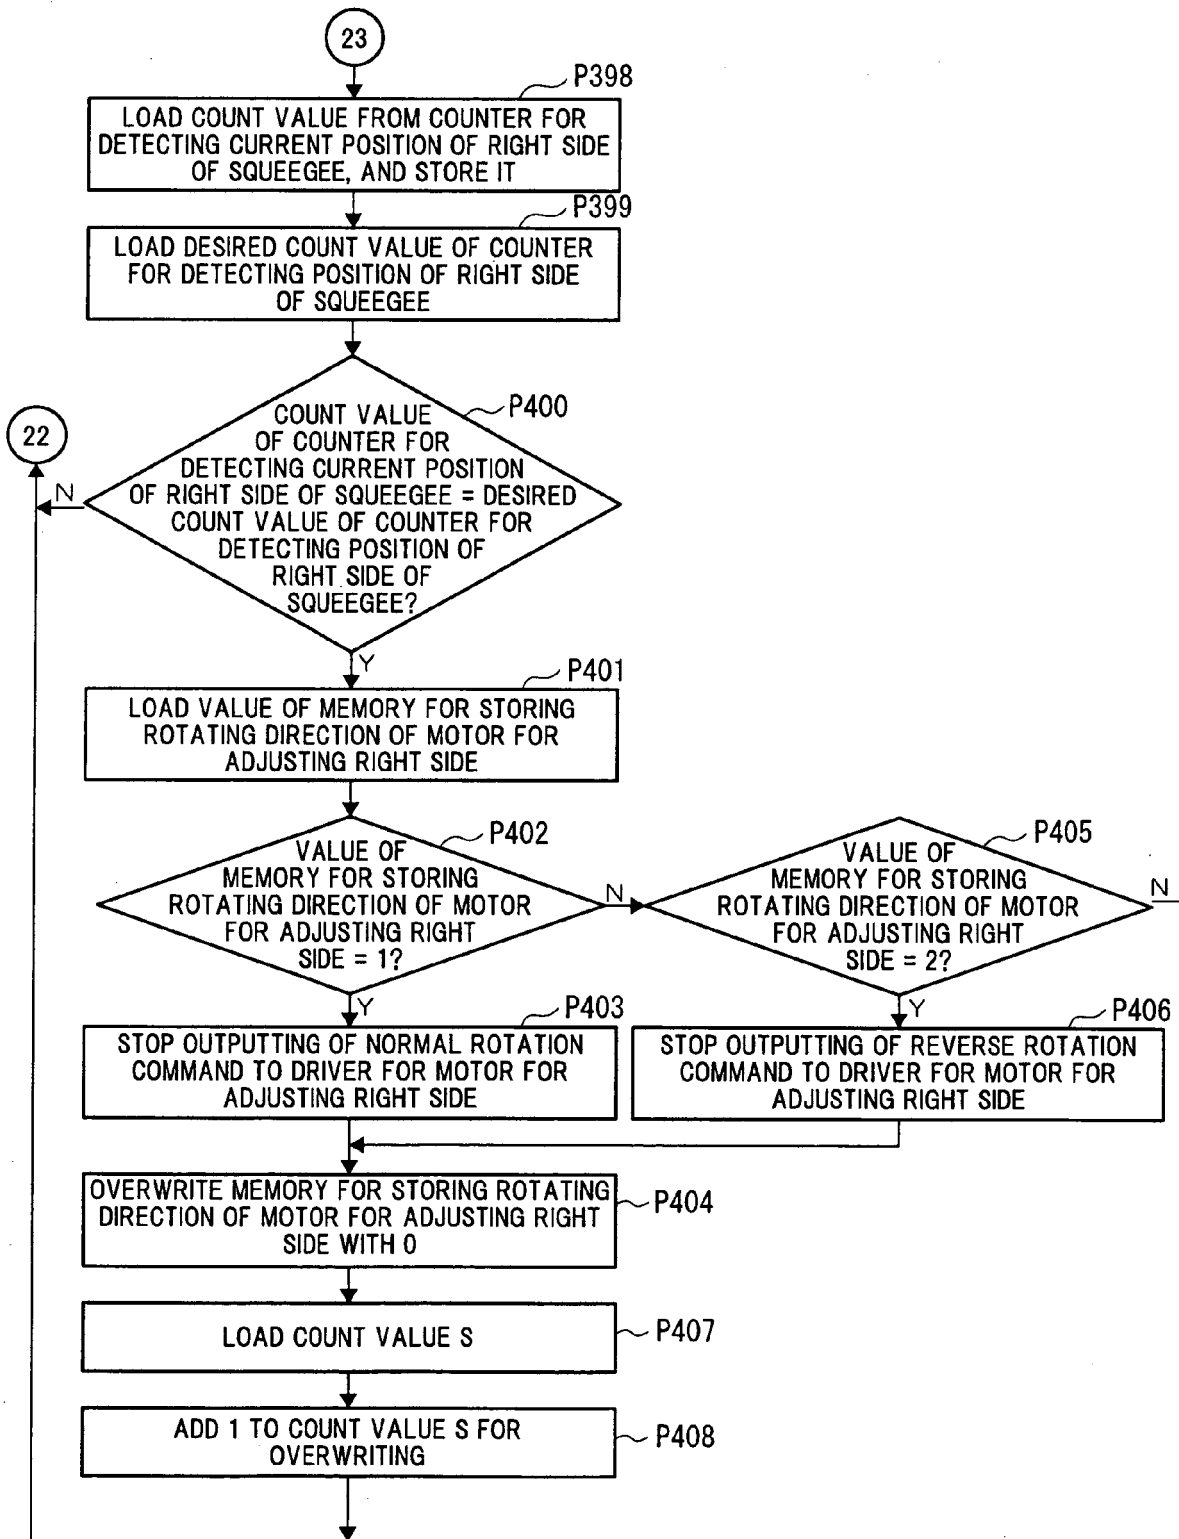 23
P398
LOAD COUNT VALUE FROM COUNTER FOR
DETECTING CURRENT POSITION OF RIGHT SIDE
OF SQUEEGEE, AND STORE IT
P399
LOAD DESIRED COUNT VALUE OF COUNTER
FOR DETECTING POSITION OF RIGHT SIDE
OF SQUEEGEE
P400
22
COUNT VALUE
OF COUNTER FOR
DETECTING CURRENT POSITION
OF RIGHT SIDE OF SQUEEGEE = DESIRED
COUNT VALUE OF COUNTER FOR
DETECTING POSITION OF
RIGHT SIDE OF
SQUEEGEE?
N
Y
P401
LOAD VALUE OF MEMORY FOR STORING
ROTATING DIRECTION OF MOTOR FOR
ADJUSTING RIGHT SIDE
P402
VALUE OF
MEMORY FOR STORING
ROTATING DIRECTION OF MOTOR
FOR ADJUSTING RIGHT
SIDE = 1?
N
Y
P405
VALUE OF
MEMORY FOR STORING
ROTATING DIRECTION OF MOTOR
FOR ADJUSTING RIGHT
SIDE = 2?
N
Y
P403
STOP OUTPUTTING OF NORMAL ROTATION
COMMAND TO DRIVER FOR MOTOR FOR
ADJUSTING RIGHT SIDE
P406
STOP OUTPUTTING OF REVERSE ROTATION
COMMAND TO DRIVER FOR MOTOR FOR
ADJUSTING RIGHT SIDE
OVERWRITE MEMORY FOR STORING ROTATING
DIRECTION OF MOTOR FOR ADJUSTING RIGHT
SIDE WITH 0
P404
LOAD COUNT VALUE S
P407
ADD 1 TO COUNT VALUE S FOR
OVERWRITING
P408